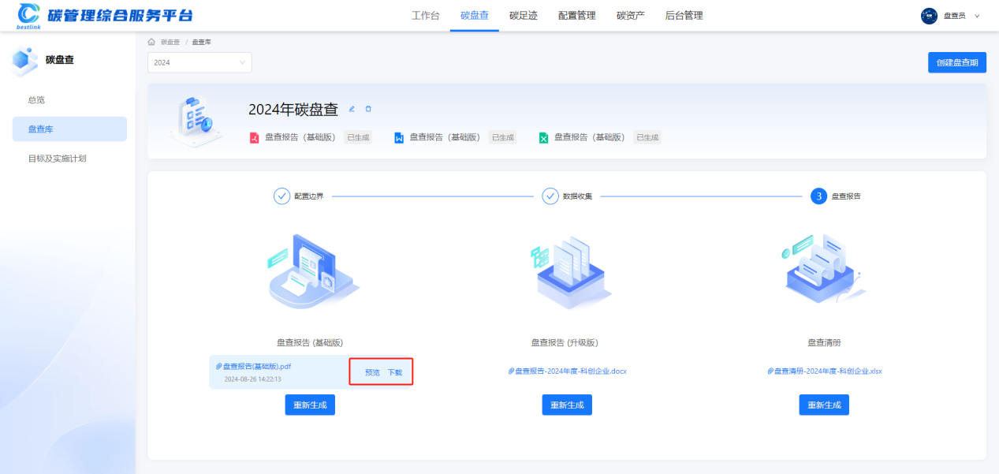 bestlink
碳管理综合服务平台
工作台 碳盘查 碳足迹 配置管理 碳资产 后台管理
盘查员
碳盘查
总览
盘查库
目标及实施计划
碳盘查 / 盘查库
2024
创建盘查期
2024年碳盘查
盘查报告（基础版） 已生成 盘查报告（基础版） 已生成 盘查报告（基础版） 已生成
配置边界 数据收集 3 盘查报告
盘查报告 (基础版) 盘查报告 (升级版) 盘查清册
盘查报告(基础版).pdf
2024-08-26 14:22:13
预览 下载
盘查报告-2024年度-科创企业.docx
盘查清册-2024年度-科创企业.xlsx
重新生成 重新生成 重新生成